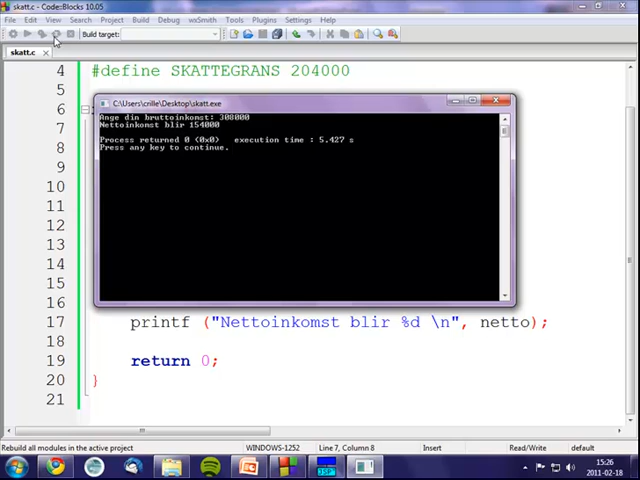 skatt.c - Code::Blocks 10.05
File Edit View Search Project Build Debug wxSmith Tools Plugins Settings Help
Build target:
skatt.c
4 #define SKATTEGRANS 204000
5
6
C:\Users\crille\Desktop\skatt.exe
Ange din bruttoinkomst: 308000
7
Nettoinkomst blir 154000
Process returned 0 (0x0)   execution time : 5.427 s
8
Press any key to continue.
9
10
11
12
13
14
15
16
17 printf ("Nettoinkomst blir %d \n", netto);
18
19 return 0;
20 }
21
Rebuild all modules in the active project WINDOWS-1252 Line 7, Column 8 Insert Read/Write default
JSP
15:26
2011-02-18